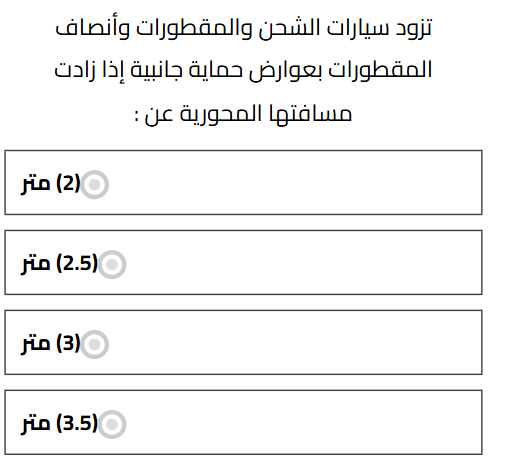 تزود سيارات الشحن والمقطورات وأنصاف
المقطورات بعوارض حماية جانبية إذا زادت
مسافتها المحورية عن :
(2) متر
(2.5) متر
(3) متر
(3.5) متر